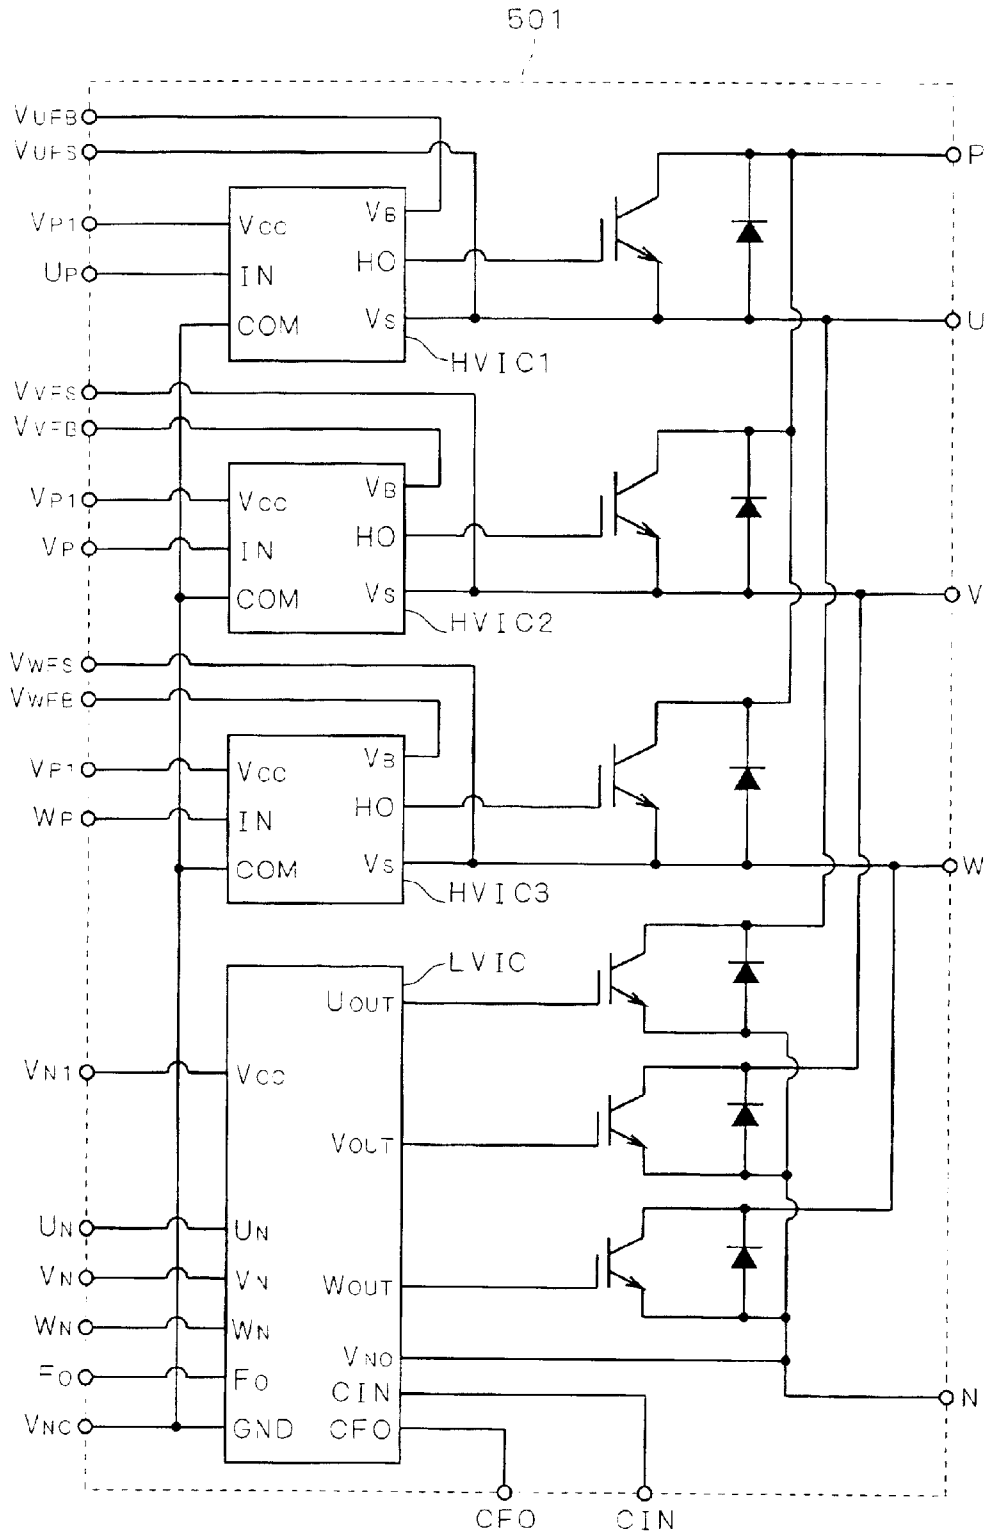 501
VUFB
VUFS
P
VP1
VCC
VB
UP
IN
HO
COM
VS
U
HVIC1
VVFS
VVFB
VP1
VCC
VB
VP
IN
HO
COM
VS
V
HVIC2
VWFS
VWFB
VP1
VCC
VB
WP
IN
HO
COM
VS
W
HVIC3
LVIC
UOUT
VN1
VCC
VOUT
UN
UN
VN
VN
WOUT
WN
WN
VNO
FO
FO
CIN
N
VNC
GND
CFO
CFO
CIN